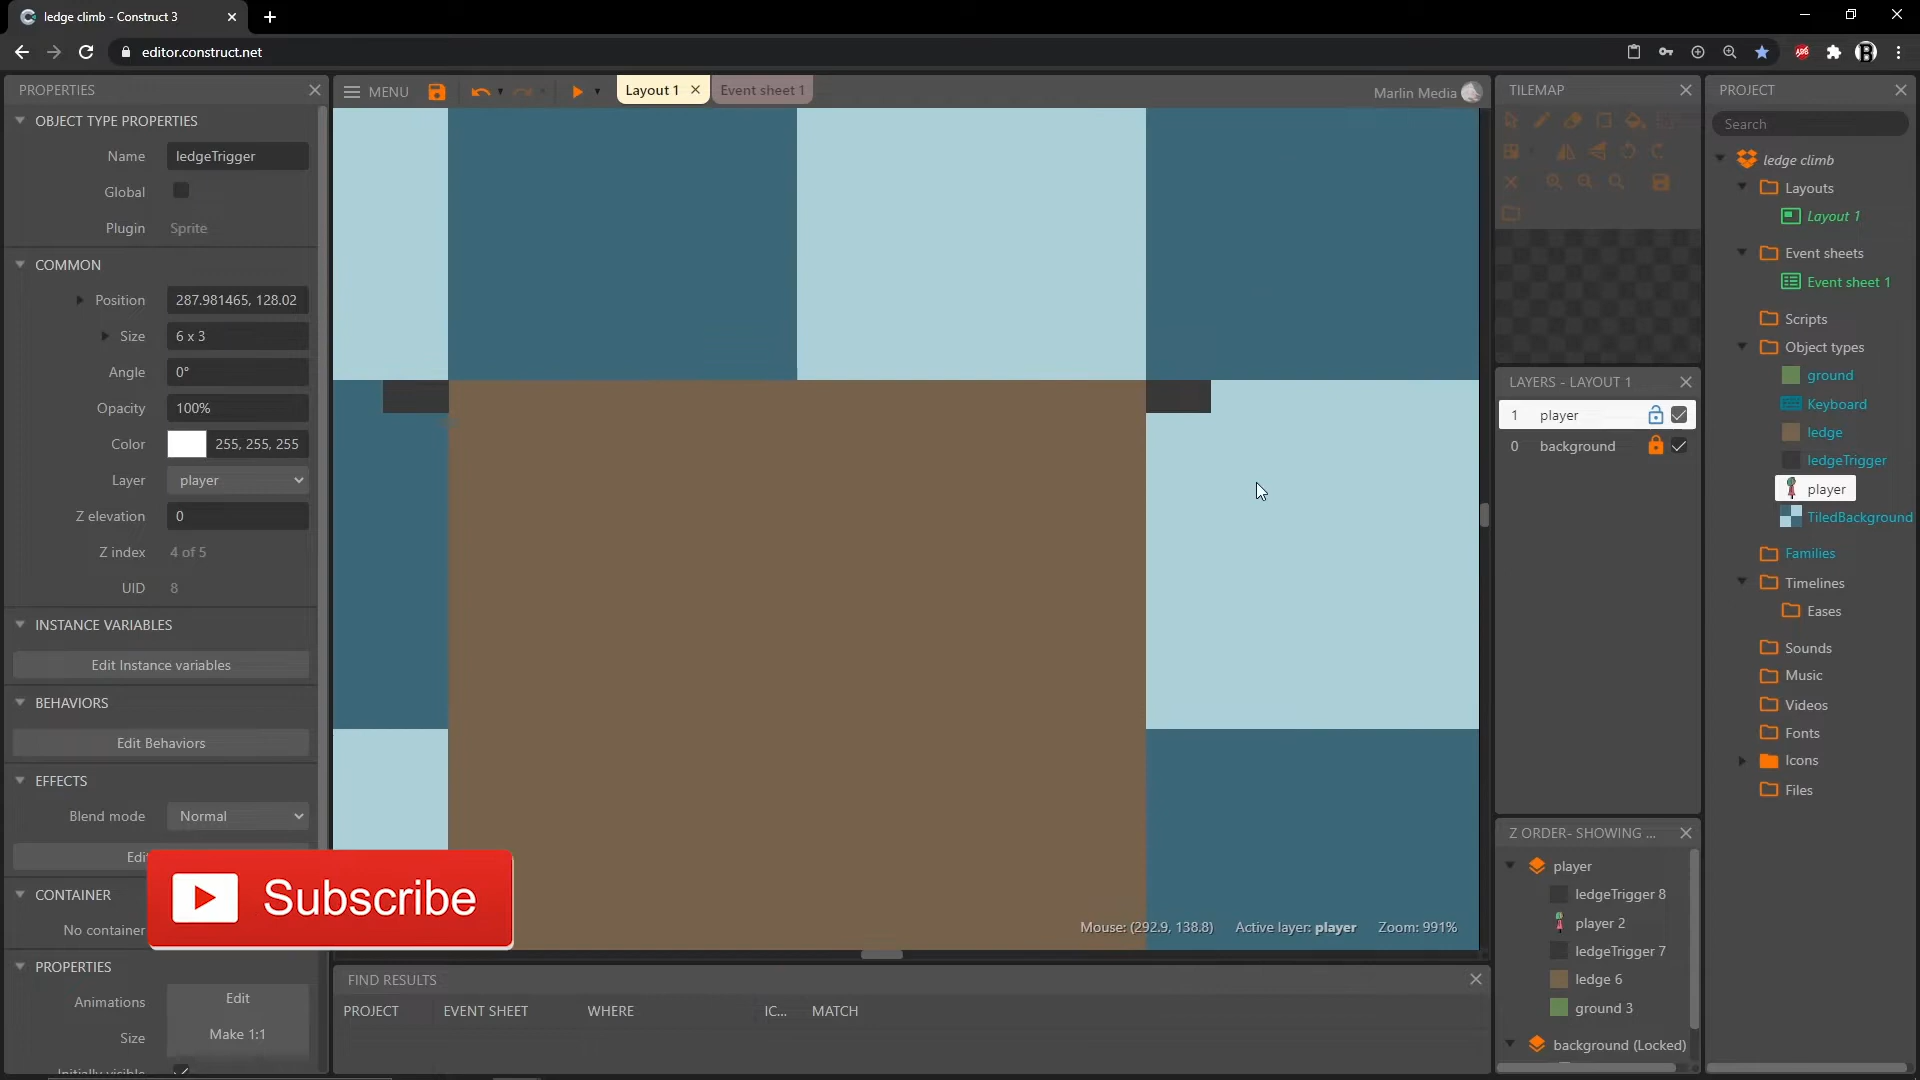 ledge climb - Construct 3
editor.construct.net
PROPERTIES
OBJECT TYPE PROPERTIES
Name ledgeTrigger
Global
Plugin Sprite
COMMON
Position 287.981465, 128.02
Size 6 x 3
Angle 0°
Opacity 100%
Color 255, 255, 255
Layer player
Z elevation 0
Z index 4 of 5
UID 8
INSTANCE VARIABLES
Edit Instance variables
BEHAVIORS
Edit Behaviors
EFFECTS
Blend mode Normal
CONTAINER
No container
PROPERTIES
Animations Edit
Size Make 1:1
Initially visible
Subscribe
MENU
Layout 1
Event sheet 1
Marlin Media
Mouse: (292.9, 138.8) Active layer: player Zoom: 991%
FIND RESULTS
PROJECT EVENT SHEET WHERE IC... MATCH
TILEMAP
LAYERS - LAYOUT 1
1 player
0 background
Z ORDER- SHOWING ...
player
ledgeTrigger 8
player 2
ledgeTrigger 7
ledge 6
ground 3
background (Locked)
PROJECT
Search
ledge climb
Layouts
Layout 1
Event sheets
Event sheet 1
Scripts
Object types
ground
Keyboard
ledge
ledgeTrigger
player
TiledBackground
Families
Timelines
Eases
Sounds
Music
Videos
Fonts
Icons
Files